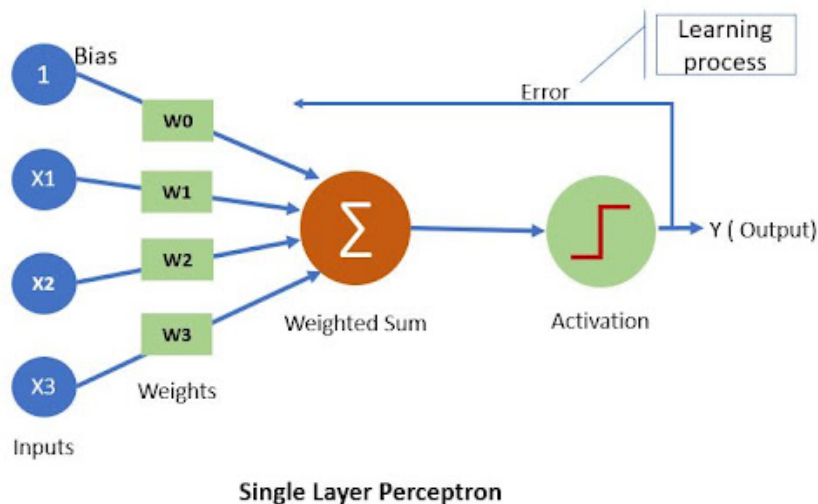 Learning
process
Bias
1
Error
W0
X1
W1
Σ
Y ( Output)
X2
W2
Weighted Sum
Activation
W3
X3
Weights
Inputs
Single Layer Perceptron